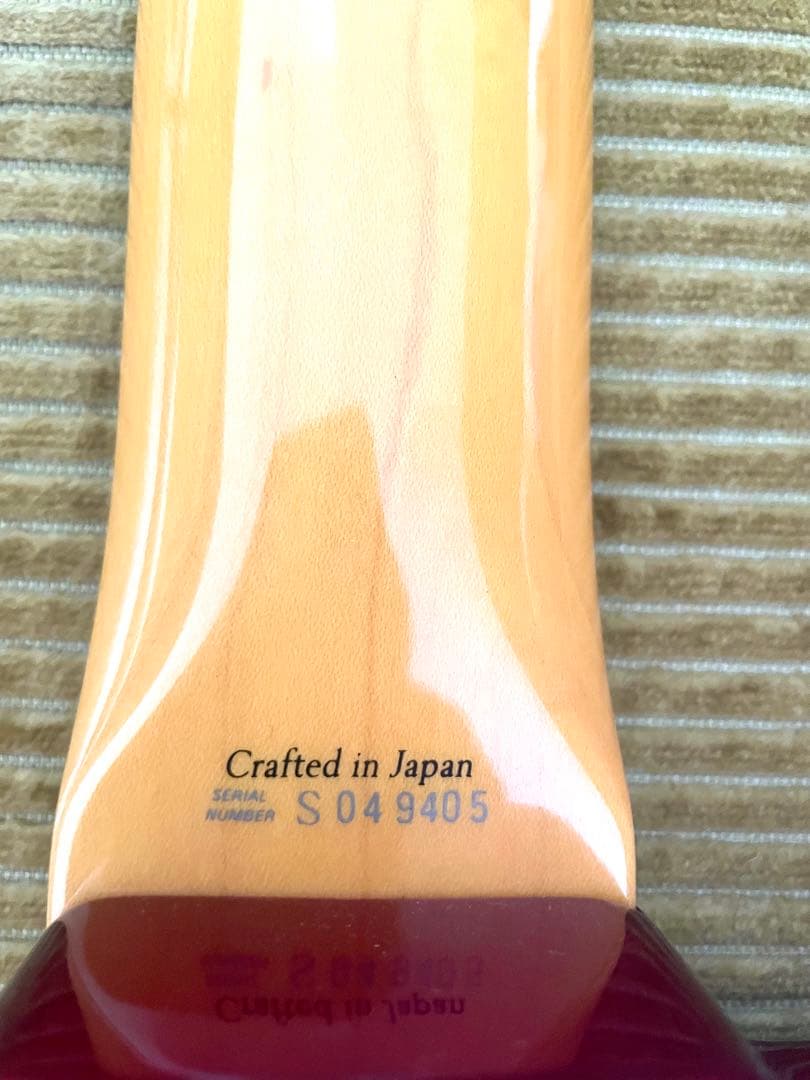 Crafted in Japan
SERIAL
NUMBER S 049405